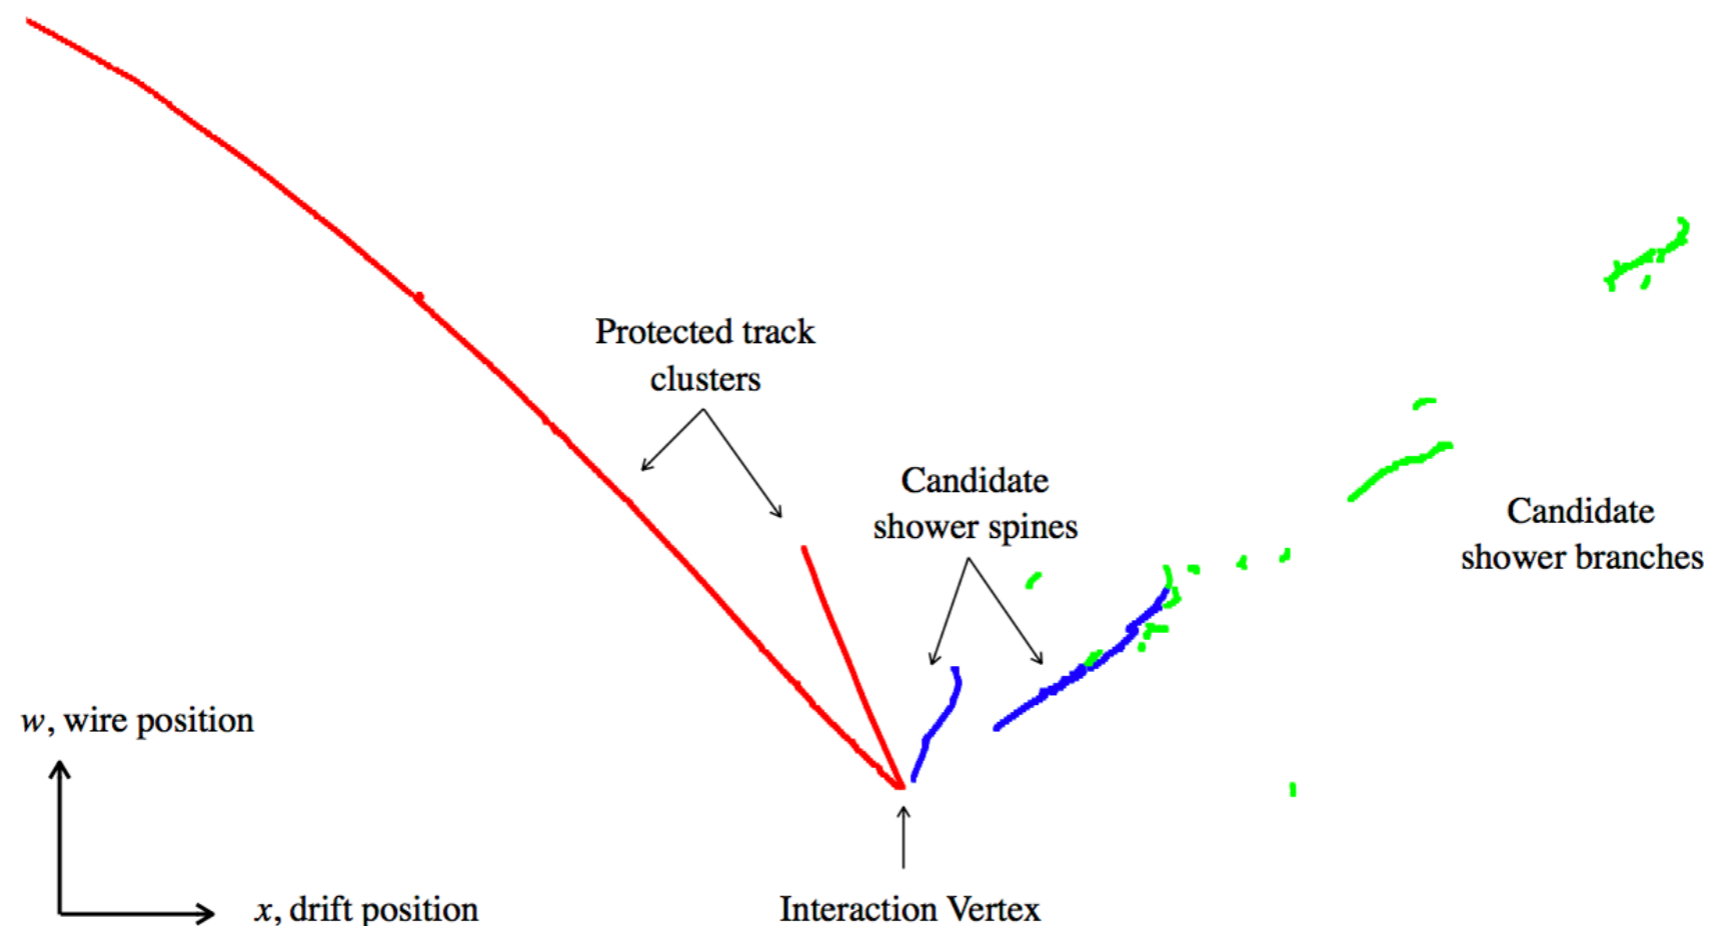 Protected track
clusters
Candidate
shower spines
Candidate
shower branches
w, wire position
x, drift position
Interaction Vertex